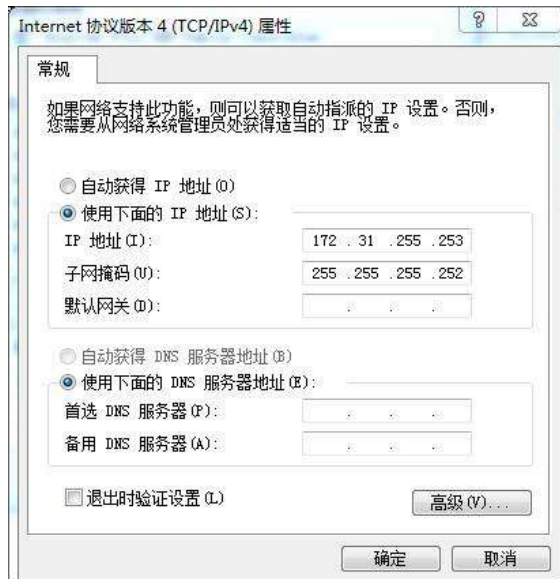 Internet 协议版本 4 (TCP/IPv4) 属性
常规
如果网络支持此功能，则可以获取自动指派的 IP 设置。否则，
您需要从网络系统管理员处获得适当的 IP 设置。
自动获得 IP 地址(O)
使用下面的 IP 地址(S):
IP 地址(I): 172 . 31 . 255 . 253
子网掩码(U): 255 . 255 . 255 . 252
默认网关(D): . . .
自动获得 DNS 服务器地址(B)
使用下面的 DNS 服务器地址(E):
首选 DNS 服务器(P): . . .
备用 DNS 服务器(A): . . .
退出时验证设置(L)
高级(V)...
确定 取消